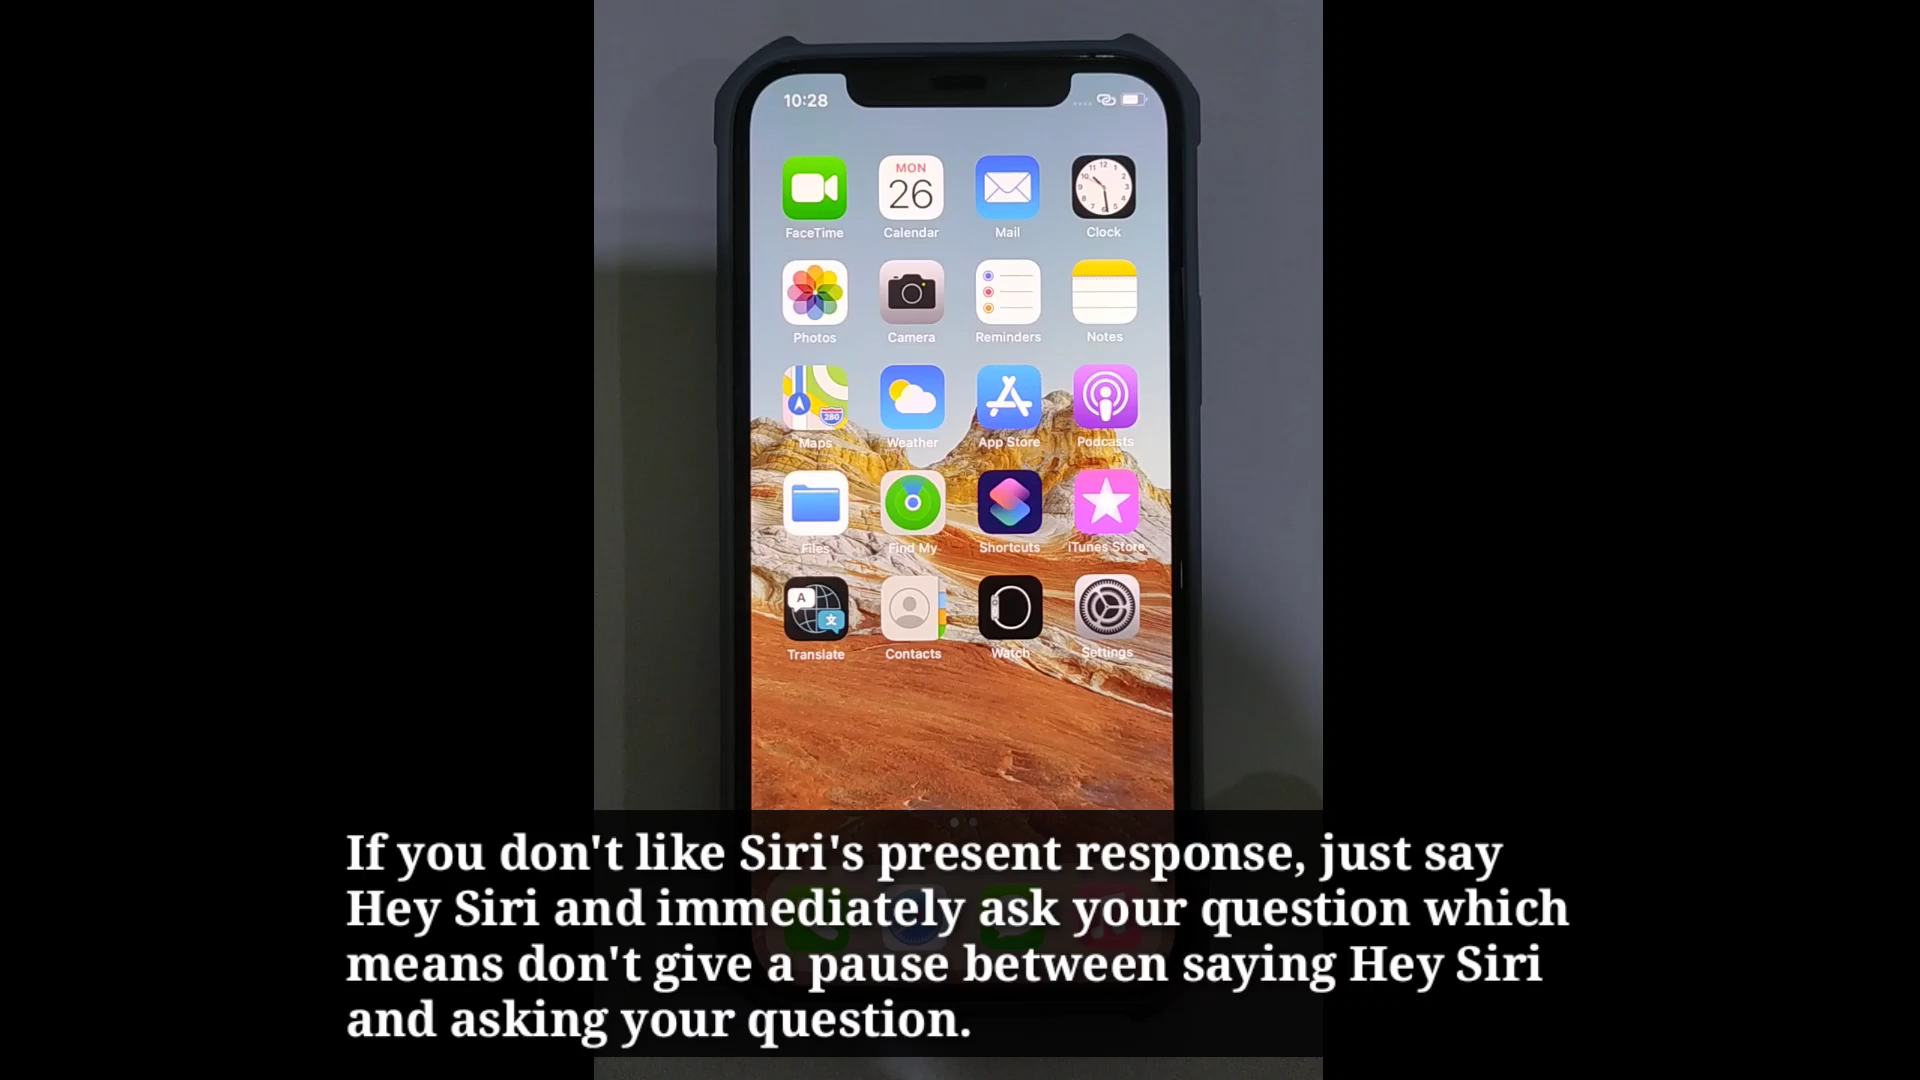 10:28
MON
26
FaceTime
Calendar
Mail
Clock
Photos
Camera
Reminders
Notes
280
Maps
Weather
App Store
Podcasts
Files
Find My
Shortcuts
iTunes Store
A
文
Translate
Contacts
Watch
Settings
If you don't like Siri's present response, just say
Hey Siri and immediately ask your question which
means don't give a pause between saying Hey Siri
and asking your question.